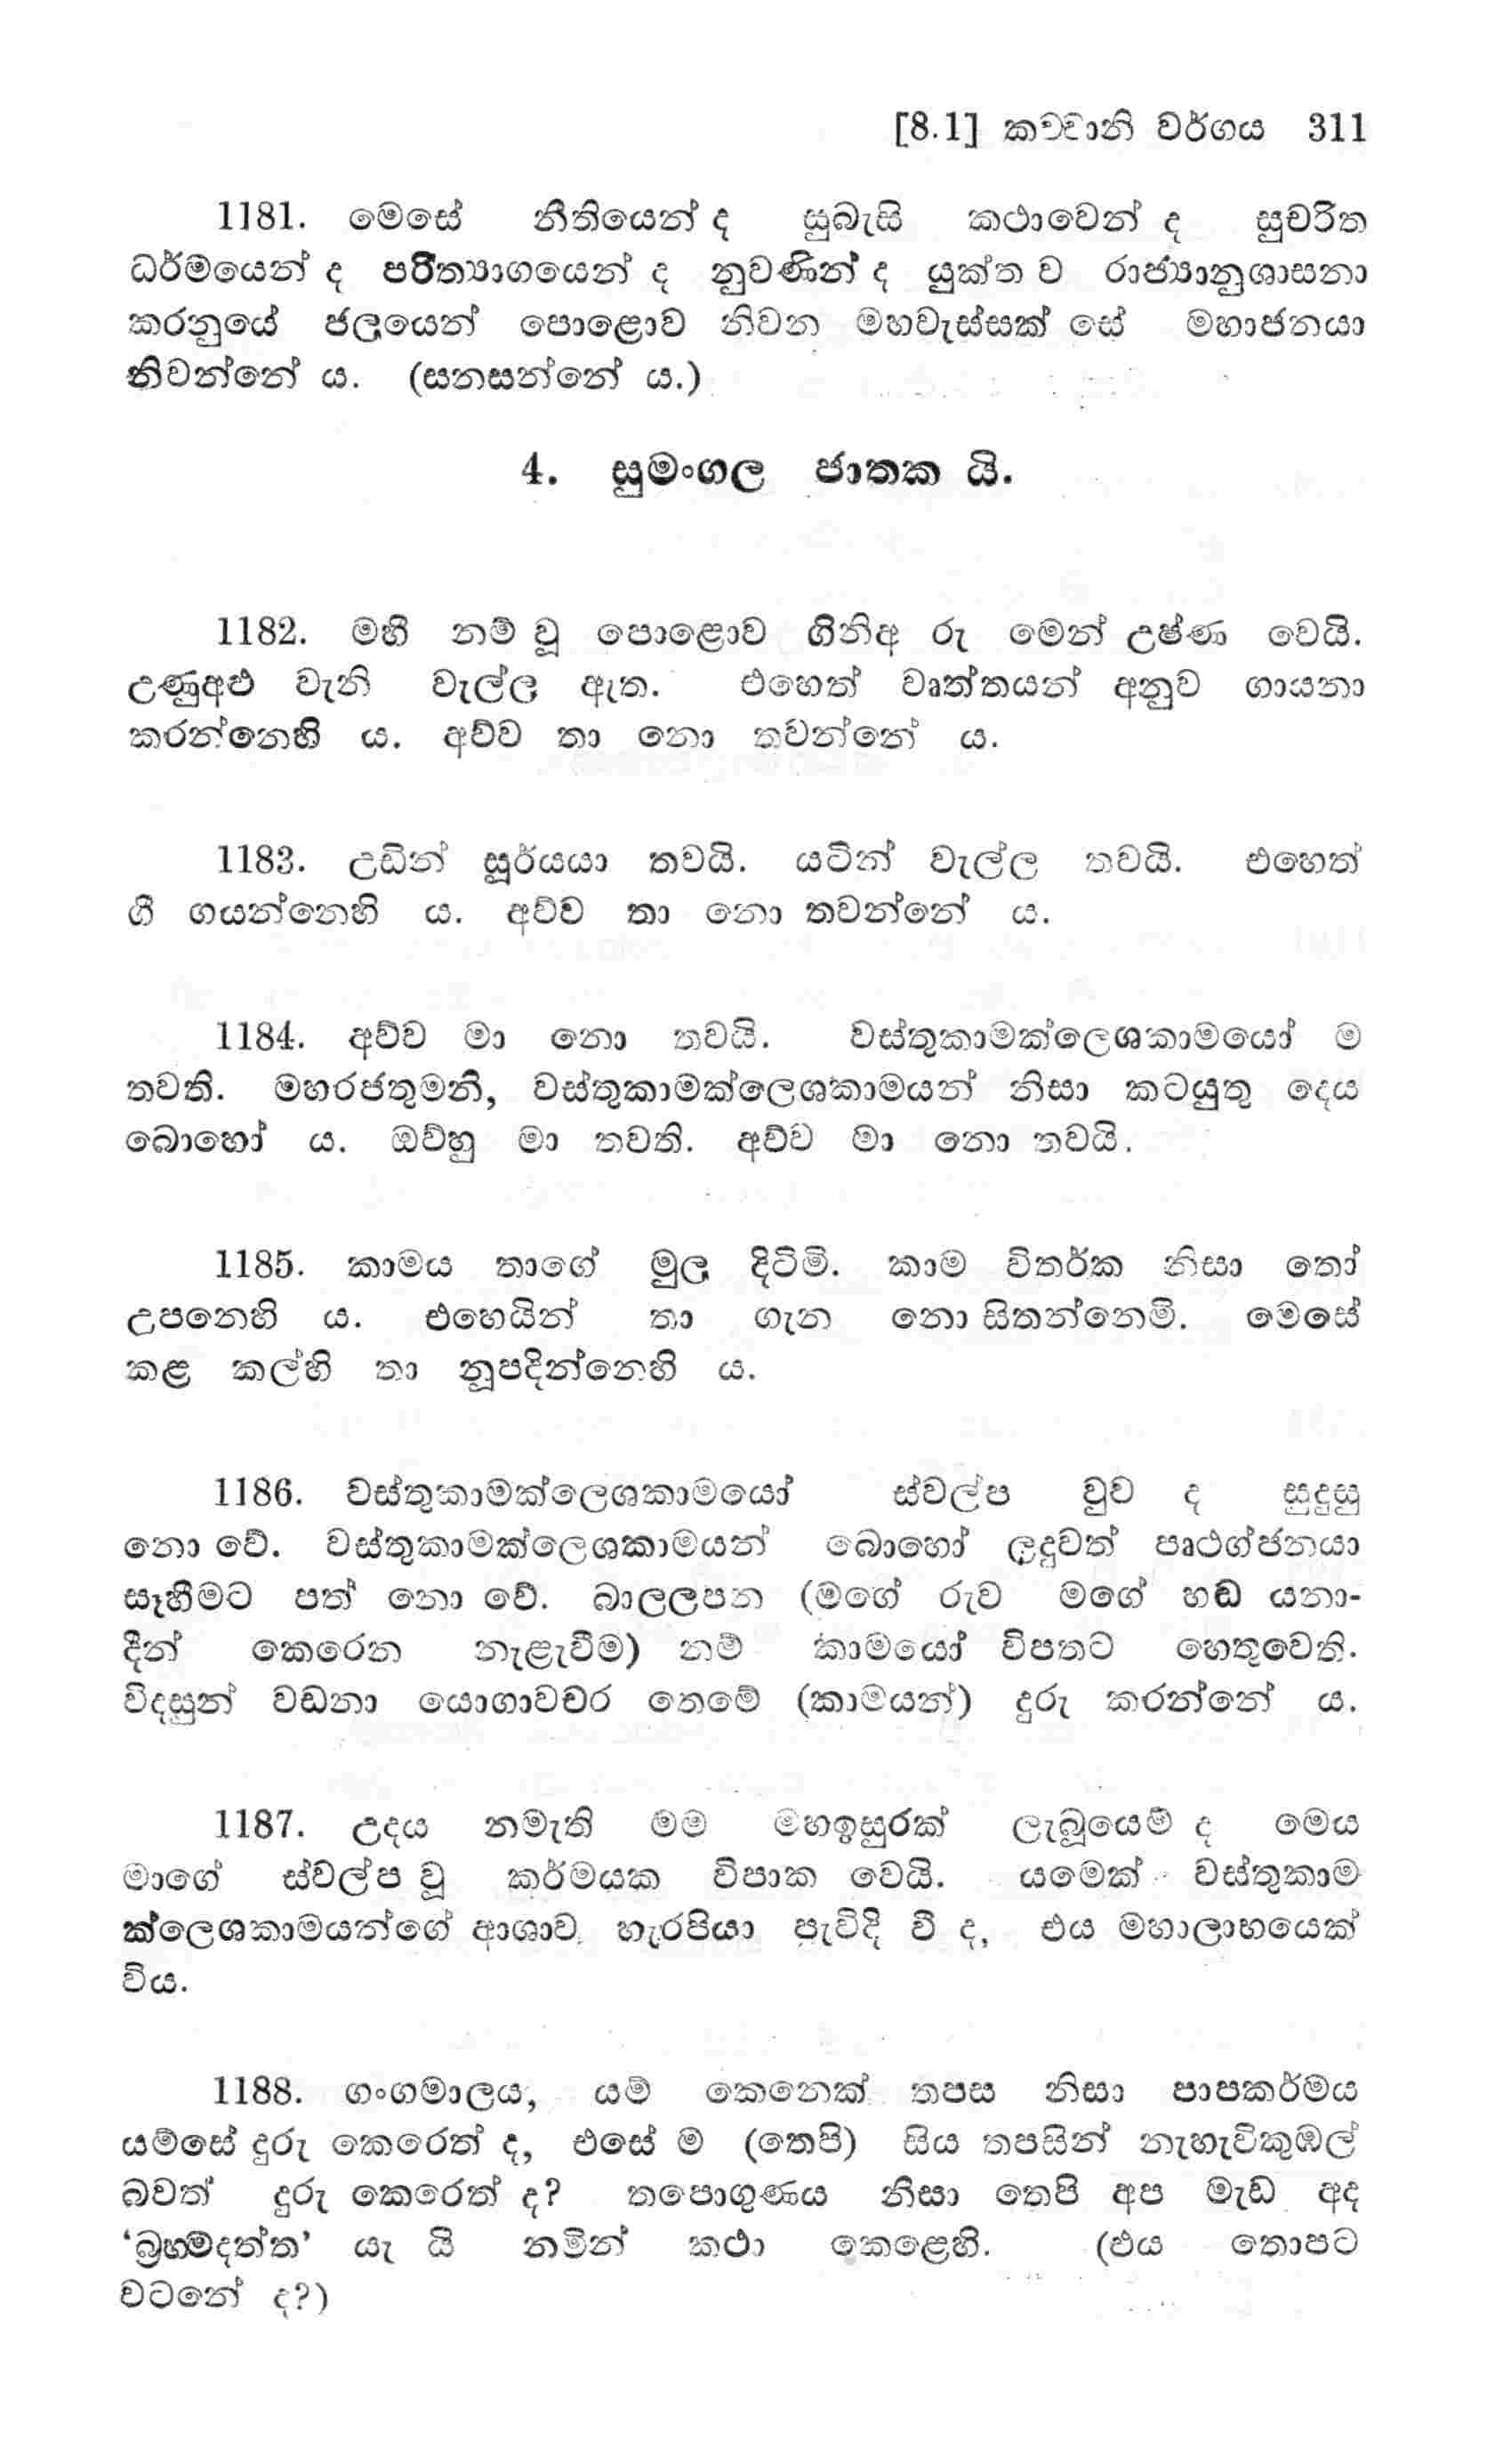 [8.1] කච්චානි වර්ගය 311
1181. මෙසේ නීතියෙන් ද සුබැසි කථාවෙන් ද සුචරිත
ධර්මයෙන් ද පරිත්‍යාගයෙන් ද නුවණින් ද යුක්ත ව රාජ්‍යානුශාසනා
කරනුයේ ජලයෙන් පොළොව නිවන මහවැස්සක් සේ මහාජනයා
නිවන්නේ ය. (සනසන්නේ ය.)
4. සුමංගල ජාතක යි.
1182. මහී නම් වූ පොළොව ගිනිඅ රු මෙන් උෂ්ණ වෙයි.
උණුඅළු වැනි වැල්ල ඇත. එහෙත් වෘත්තයන් අනුව ගායනා
කරන්නෙහි ය. අව්ව තා නො තවන්නේ ය.
1183. උඩින් සූර්යයා තවයි. යටින් වැල්ල තවයි. එහෙත්
ගී ගයන්නෙහි ය. අව්ව තා නො තවන්නේ ය.
1184. අව්ව මා නො තවයි. වස්තුකාමක්ලෙශකාමයෝ ම
තවති. මහරජතුමනි, වස්තුකාමක්ලෙශකාමයන් නිසා කටයුතු දෙය
බොහෝ ය. ඔව්හු මා තවති. අව්ව මා නො තවයි.
1185. කාමය තාගේ මුල දිටිමි. කාම විතර්ක නිසා තෝ
උපනෙහි ය. එහෙයින් තා ගැන නො සිතන්නෙමි. මෙසේ
කළ කල්හි තා නූපදින්නෙහි ය.
1186. වස්තුකාමක්ලෙශකාමයෝ ස්වල්ප වුව ද සුදුසු
නො වේ. වස්තුකාමක්ලෙශකාමයන් බොහෝ ලදුවත් පෘථග්ජනයා
සෑහීමට පත් නො වේ. බාලලපන (මගේ රුව මගේ හඬ යනා-
දීන් කෙරෙන නැළැවීම) නම් කාමයෝ විපතට හෙතුවෙති.
විදසුන් වඩනා යොගාවචර තෙමේ (කාමයන්) දුරු කරන්නේ ය.
1187. උදය නමැති මම මහඉසුරක් ලැබූයෙම් ද මෙය
මාගේ ස්වල්ප වූ කර්මයක විපාක වෙයි. යමෙක් වස්තුකාම
ක්ලෙශකාමයන්ගේ ආශාව හැරපියා පැවිදි වී ද, එය මහාලාභයෙක්
විය.
1188. ගංගමාලය, යම් කෙනෙක් තපස නිසා පාපකර්මය
යම්සේ දුරු කෙරෙත් ද, එසේ ම (තෙපි) සිය තපසින් නැහැවිකුඹල්
බවත් දුරු කෙරෙත් ද? තපොගුණය නිසා තෙපි අප මැඩ අද
‘බ්‍රහ්මදත්ත’ යැ යි නමින් කථා කෙළෙහි. (එය තොපට
වටනේ ද?)